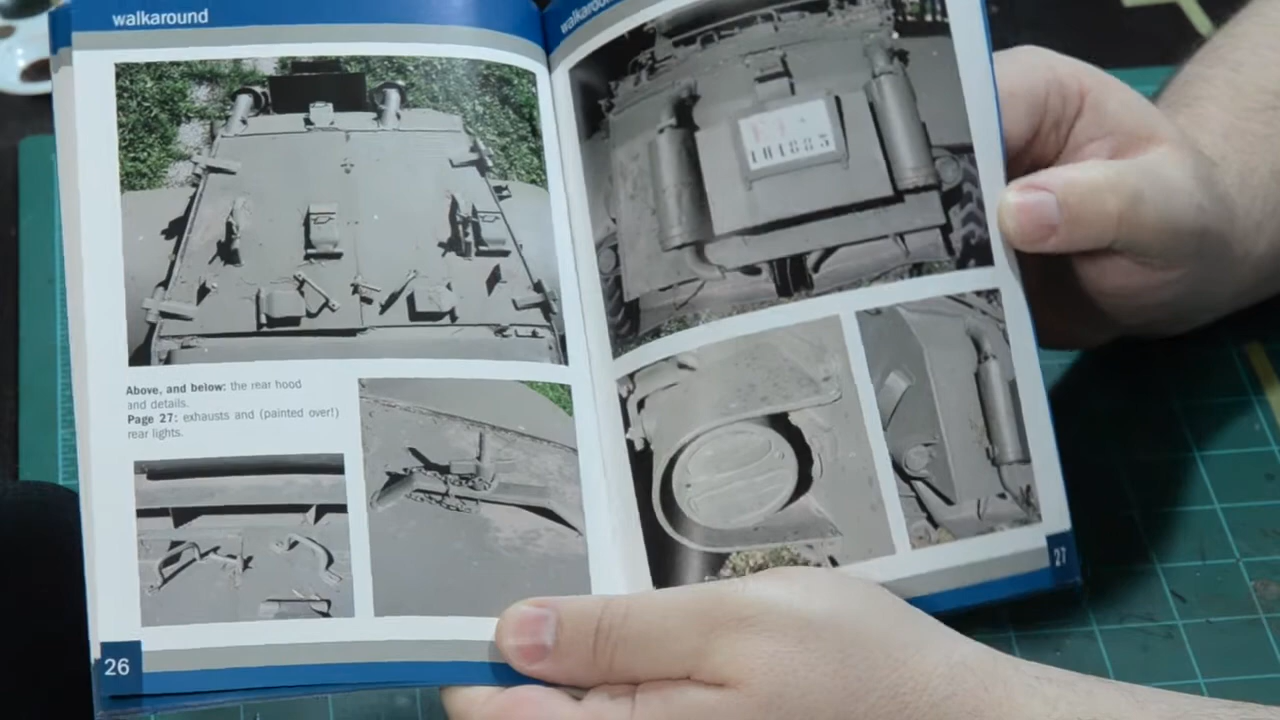 walkaround
walkaround
1H1885
Above, and below: the rear hood
and details.
Page 27: exhausts and (painted over!)
rear lights.
26
27